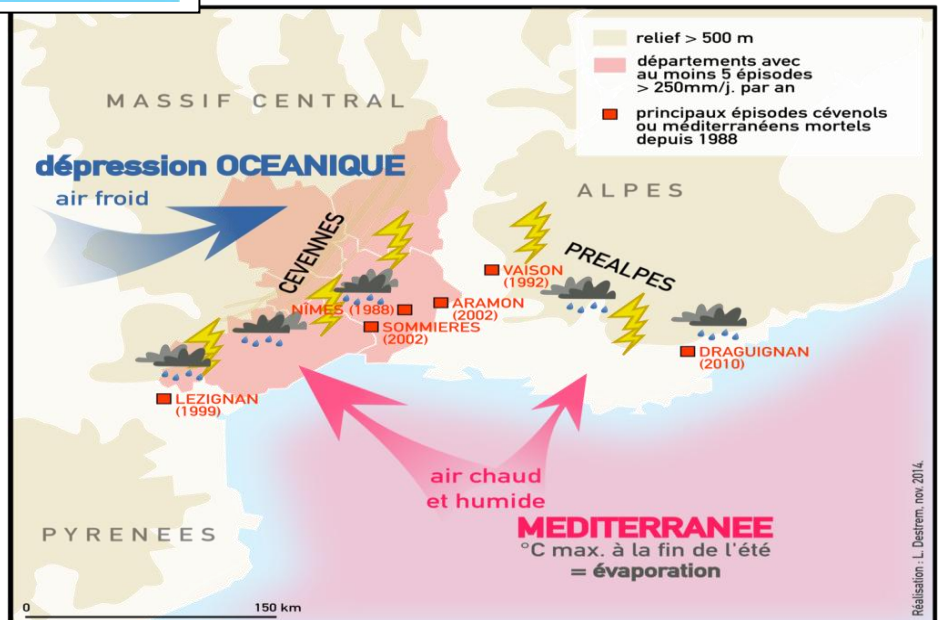 relief > 500 m
départements avec
au moins 5 épisodes
> 250mm/j. par an
principaux épisodes cévenols
ou méditerranéens mortels
depuis 1988
MASSIF CENTRAL
dépression OCEANIQUE
air froid
ALPES
CEVENNES
PREALPES
VAISON
(1992)
NÎMES (1988)
ARAMON
(2002)
SOMMIERES
(2002)
DRAGUIGNAN
(2010)
LEZIGNAN
(1999)
air chaud
et humide
MEDITERRANEE
°C max. à la fin de l'été
= évaporation
PYRENEES
0 150 km
Réalisation : L. Destrem, nov. 2014.